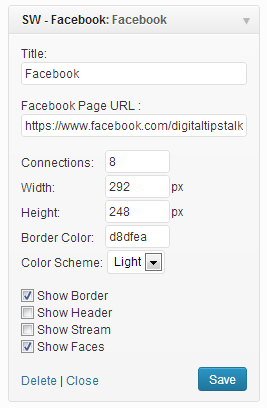 SW - Facebook: Facebook
Title:
Facebook
Facebook Page URL :
https://www.facebook.com/digitaltipstalk
Connections: 8
Width: 292 px
Height: 248 px
Border Color: d8dfea
Color Scheme: Light
Show Border
Show Header
Show Stream
Show Faces
Delete | Close Save